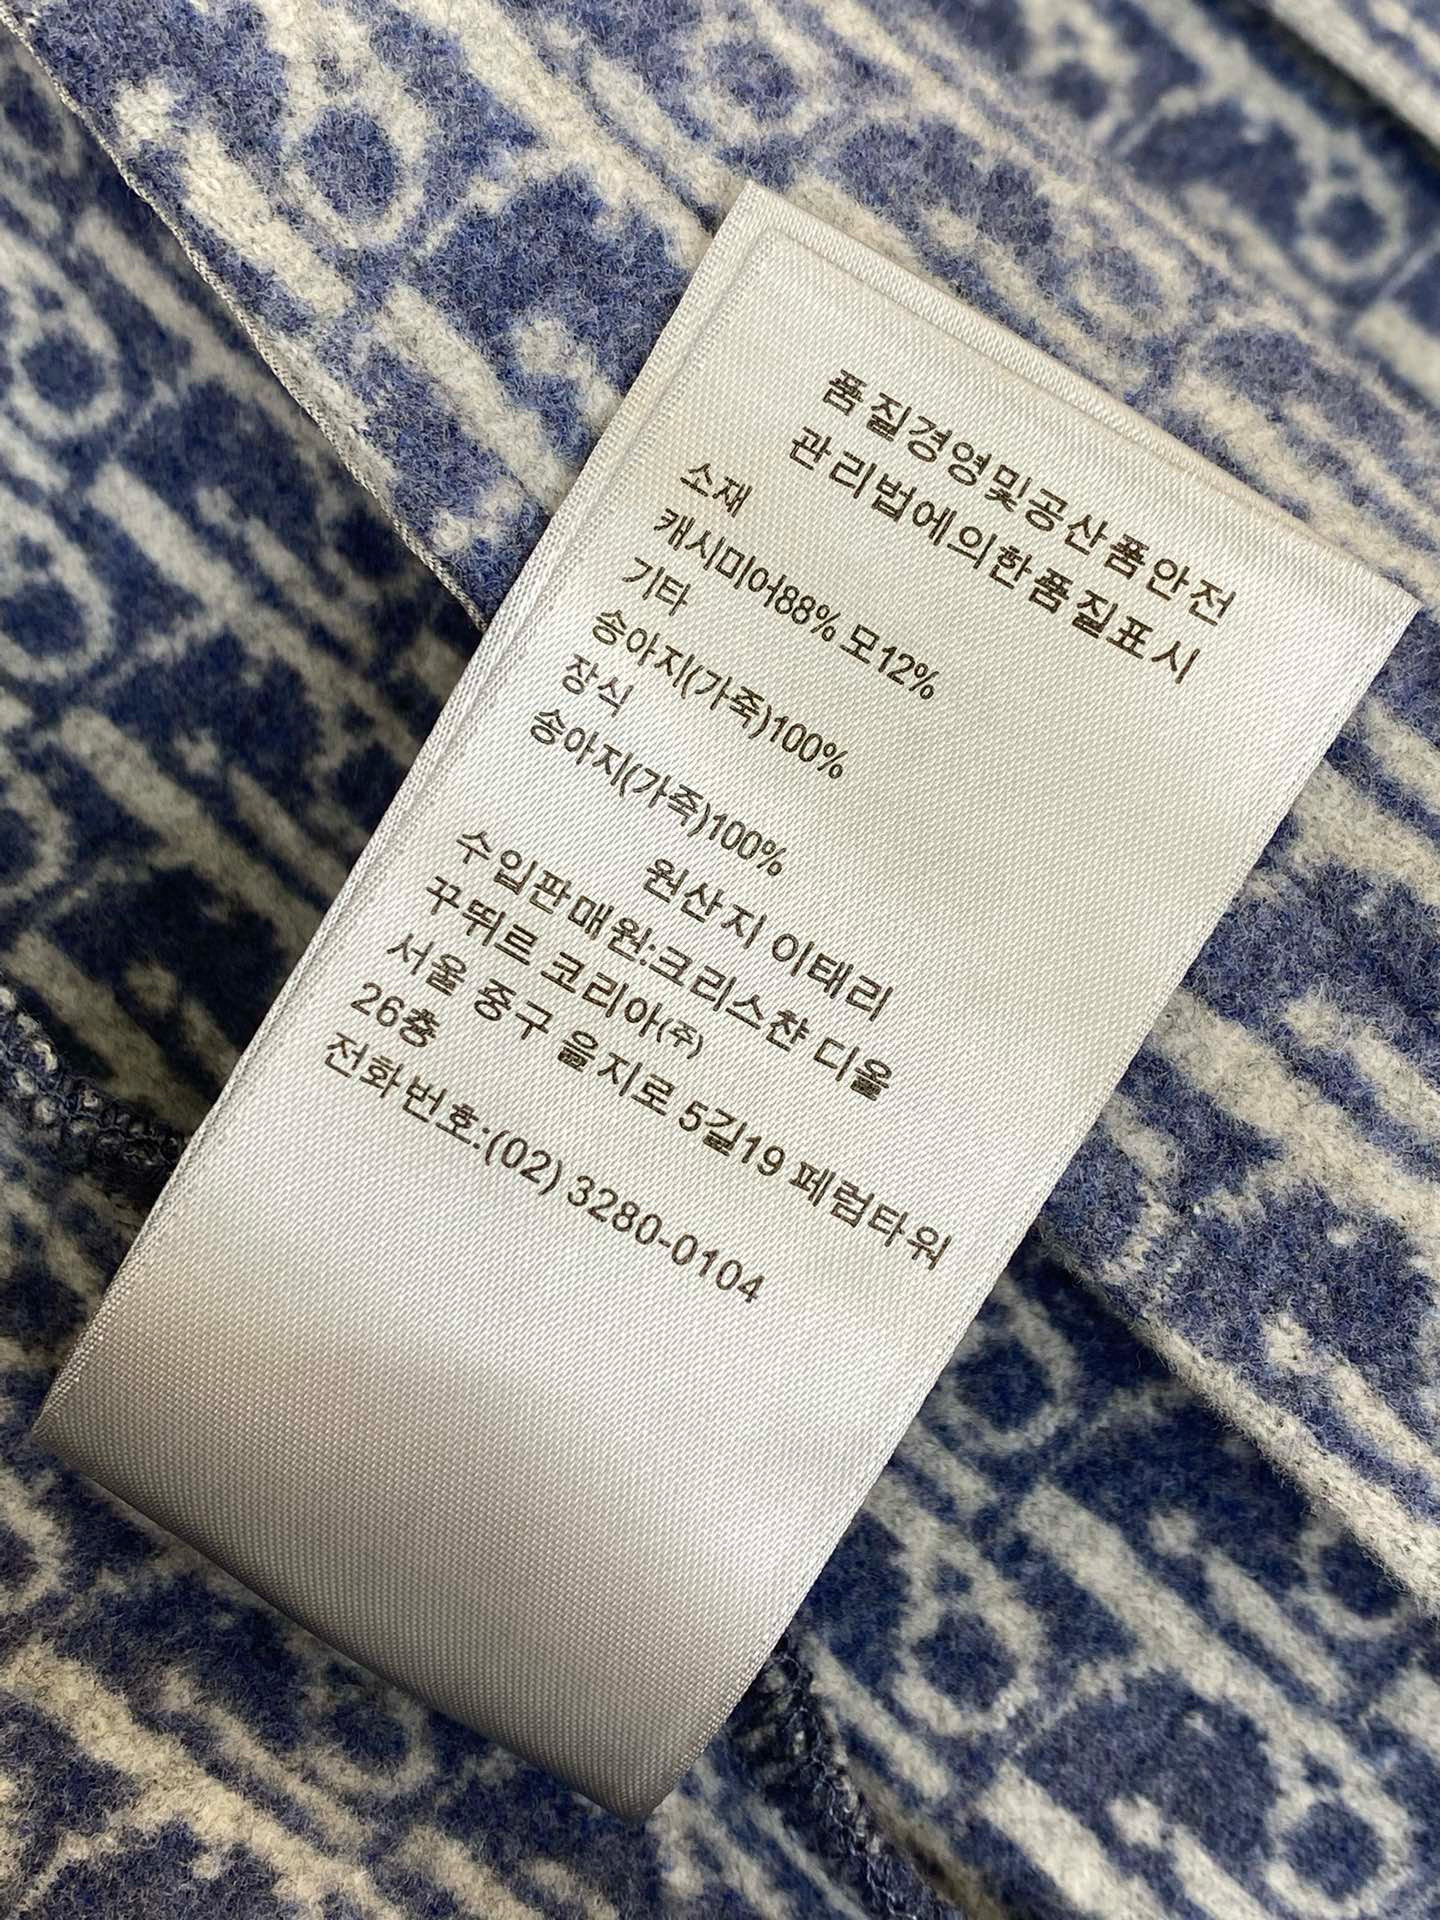 품질경영및공산품안전
관리법에의한품질표시
소재
캐시미어88% 모12%
기타
송아지(가죽)100%
장식
송아지(가죽)100%
원산지 이태리
수입판매원:크리스챤 디올
꾸뛰르 코리아(주)
서울 중구 을지로 5길19 페럼타워
26층
전화번호:(02) 3280-0104